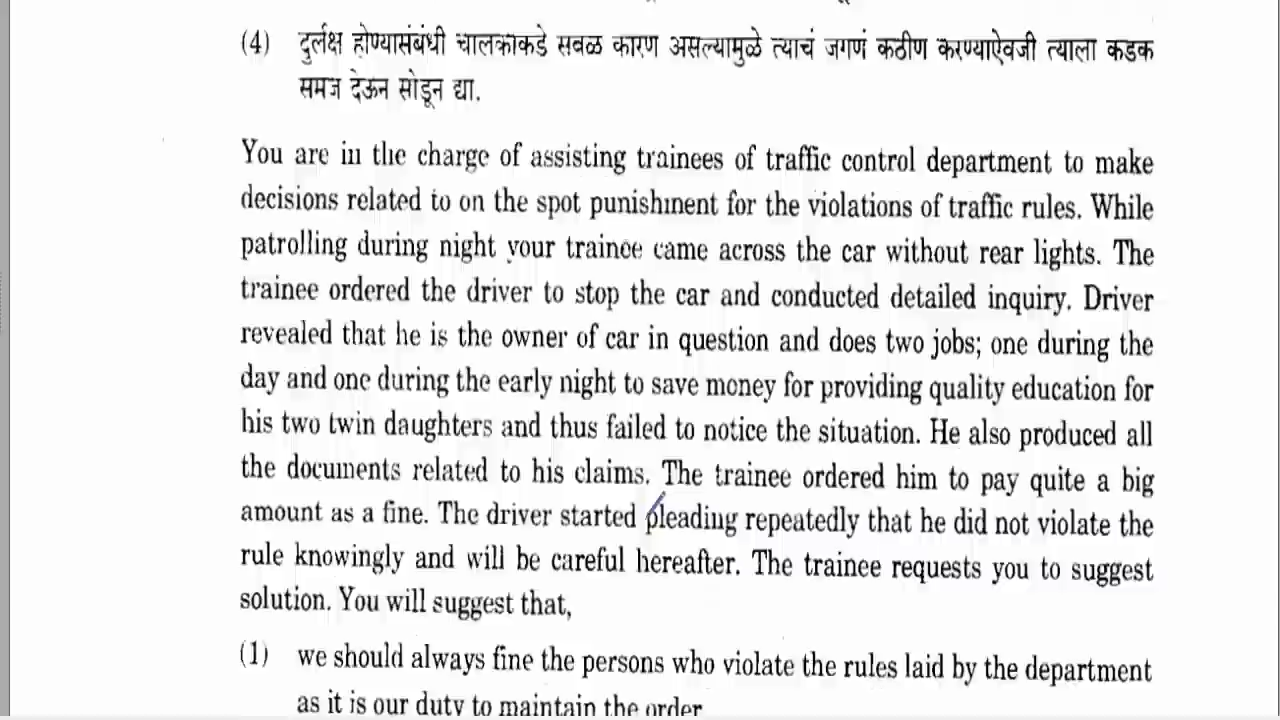 (4) दुर्लक्ष होण्यासंबंधी चालकाकडे सबळ कारण असल्यामुळे त्याचं जगणं कठीण करण्याऐवजी त्याला कडक
समज देऊन सोडून द्या.
You are in the charge of assisting trainees of traffic control department to make
decisions related to on the spot punishment for the violations of traffic rules. While
patrolling during night your trainee came across the car without rear lights. The
trainee ordered the driver to stop the car and conducted detailed inquiry. Driver
revealed that he is the owner of car in question and does two jobs; one during the
day and one during the early night to save money for providing quality education for
his two twin daughters and thus failed to notice the situation. He also produced all
the documents related to his claims. The trainee ordered him to pay quite a big
amount as a fine. The driver started pleading repeatedly that he did not violate the
rule knowingly and will be careful hereafter. The trainee requests you to suggest
solution. You will suggest that,
(1) we should always fine the persons who violate the rules laid by the department
as it is our duty to maintain the order